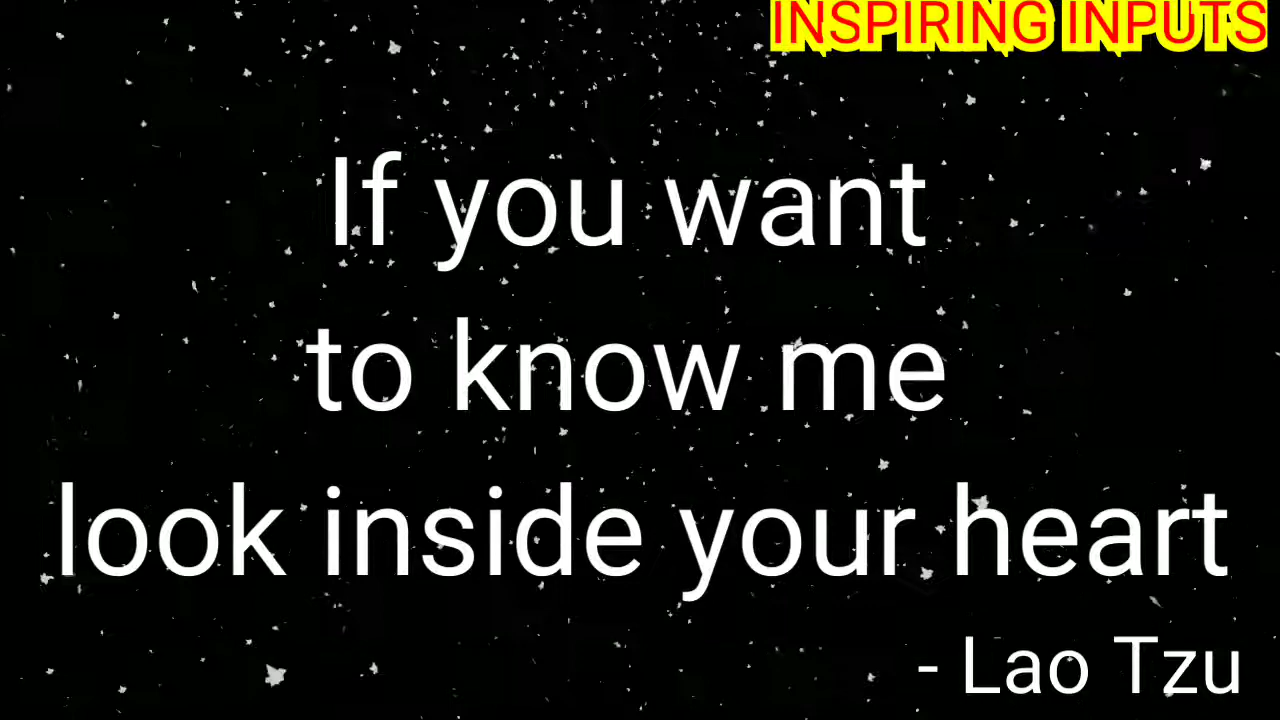 INSPIRING INPUTS
If you want
to know me
look inside your heart
- Lao Tzu